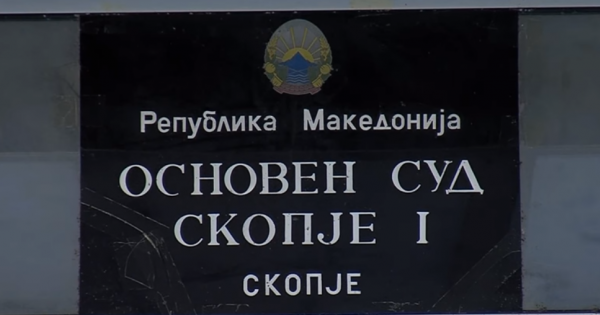 Република Македонија
ОСНОВЕН СУД
СКОПЈЕ I
СКОПЈЕ